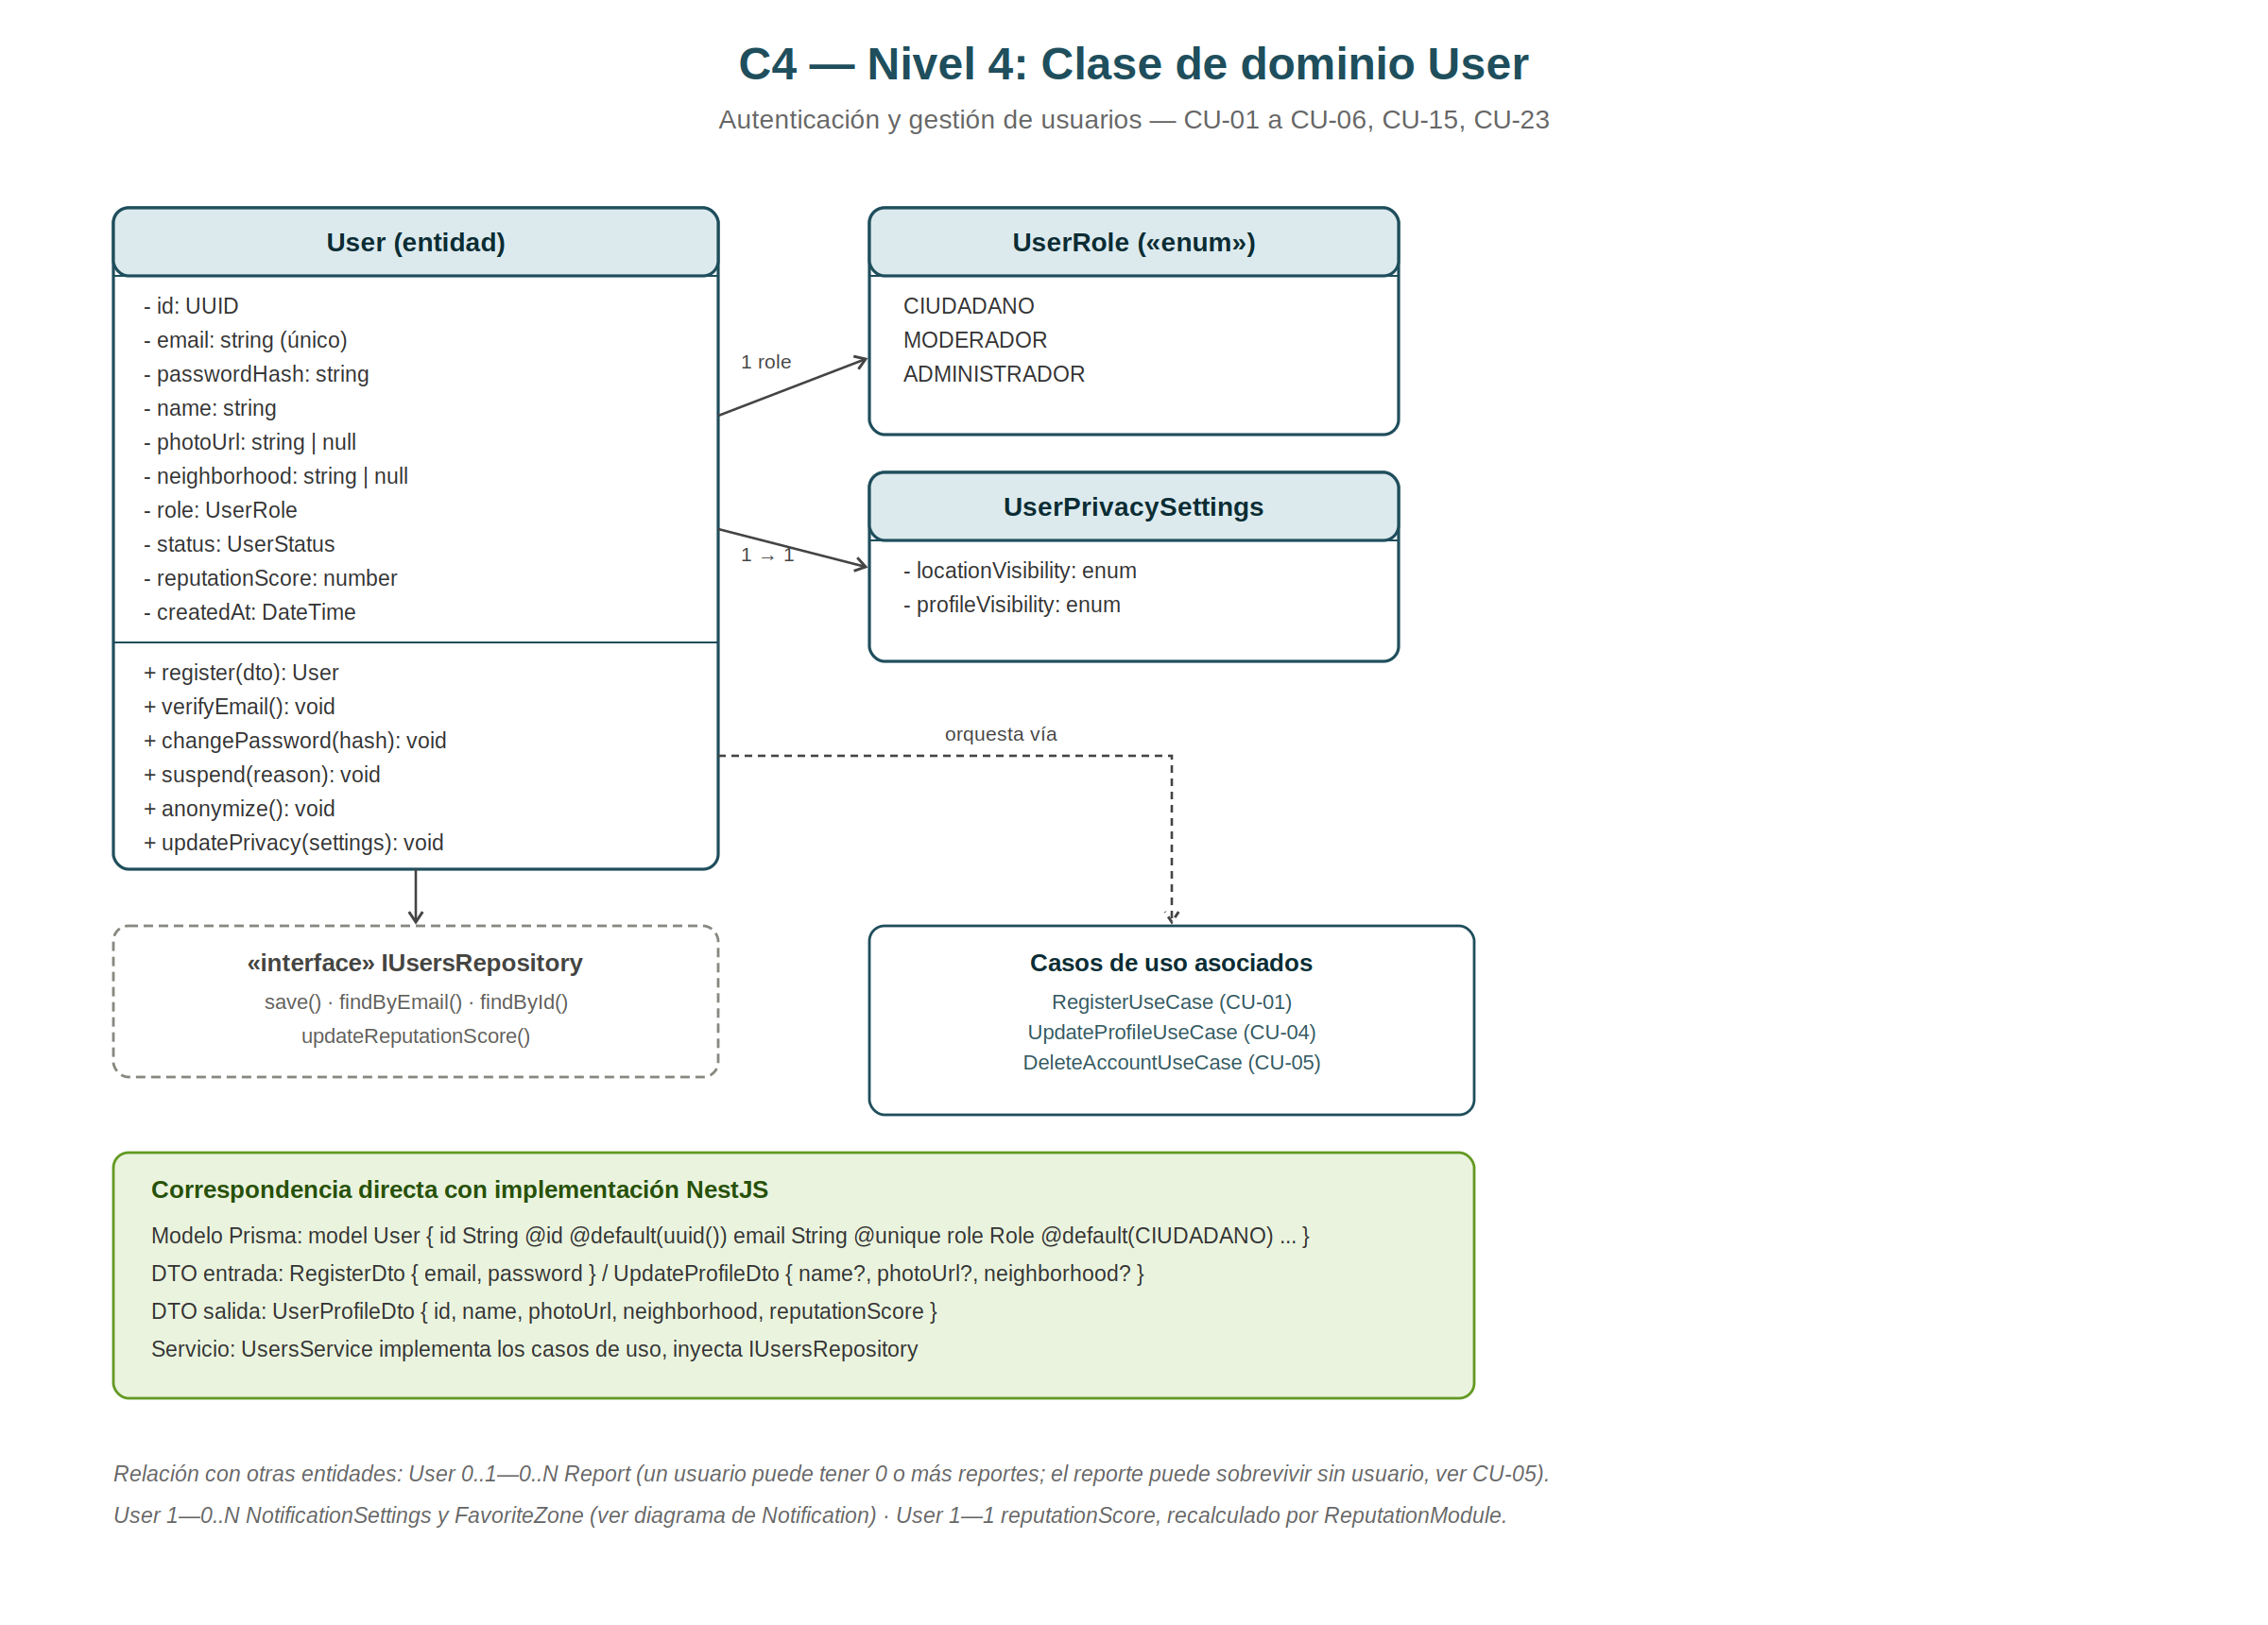 C4 — Nivel 4: Clase de dominio User
Autenticación y gestión de usuarios — CU-01 a CU-06, CU-15, CU-23
User (entidad)
- id: UUID
- email: string (único)
- passwordHash: string
- name: string
- photoUrl: string | null
- neighborhood: string | null
- role: UserRole
- status: UserStatus
- reputationScore: number
- createdAt: DateTime
+ register(dto): User
+ verifyEmail(): void
+ changePassword(hash): void
+ suspend(reason): void
+ anonymize(): void
+ updatePrivacy(settings): void
1 role
UserRole («enum»)
CIUDADANO
MODERADOR
ADMINISTRADOR
1 → 1
UserPrivacySettings
- locationVisibility: enum
- profileVisibility: enum
orquesta vía
«interface» IUsersRepository
save() · findByEmail() · findById()
updateReputationScore()
Casos de uso asociados
RegisterUseCase (CU-01)
UpdateProfileUseCase (CU-04)
DeleteAccountUseCase (CU-05)
Correspondencia directa con implementación NestJS
Modelo Prisma: model User { id String @id @default(uuid()) email String @unique role Role @default(CIUDADANO) ... }
DTO entrada: RegisterDto { email, password } / UpdateProfileDto { name?, photoUrl?, neighborhood? }
DTO salida: UserProfileDto { id, name, photoUrl, neighborhood, reputationScore }
Servicio: UsersService implementa los casos de uso, inyecta IUsersRepository
Relación con otras entidades: User 0..1—0..N Report (un usuario puede tener 0 o más reportes; el reporte puede sobrevivir sin usuario, ver CU-05).
User 1—0..N NotificationSettings y FavoriteZone (ver diagrama de Notification) · User 1—1 reputationScore, recalculado por ReputationModule.